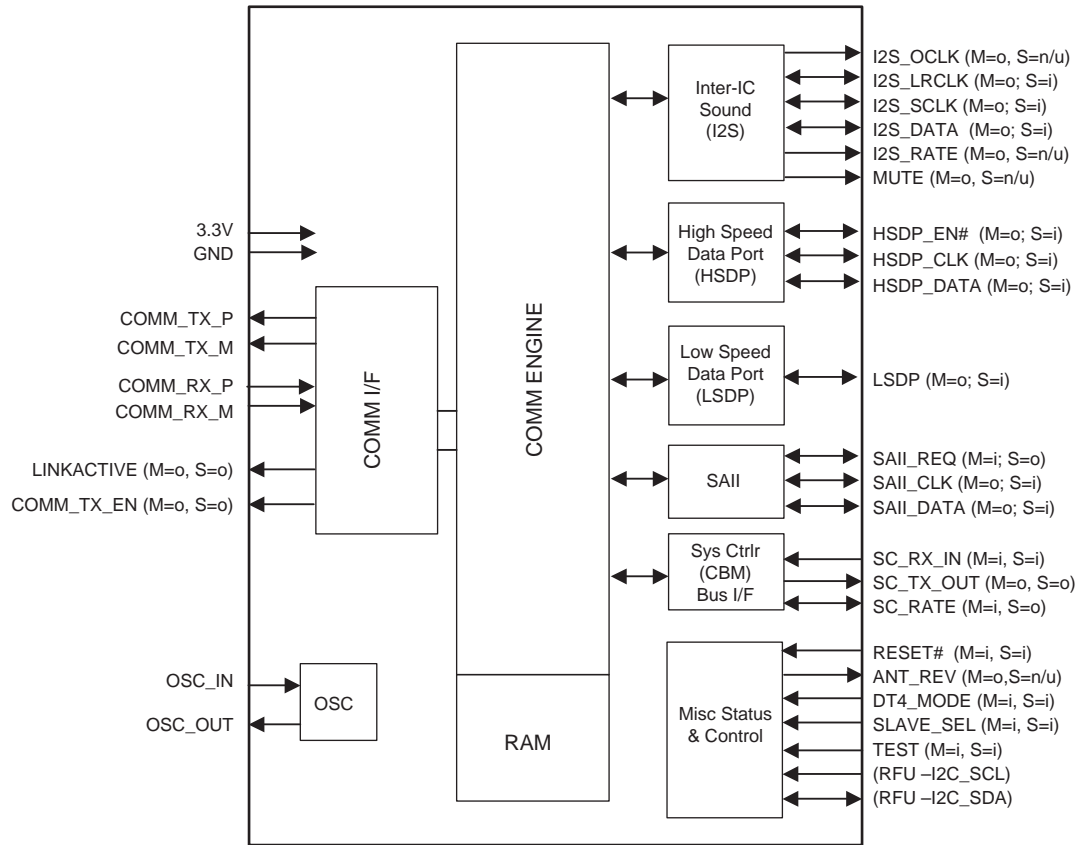 3.3V
GND
COMM_TX_P
COMM_TX_M
COMM_RX_P
COMM_RX_M
LINKACTIVE (M=o, S=o)
COMM_TX_EN (M=o, S=o)
OSC_IN
OSC_OUT
COMM I/F
OSC
COMM ENGINE
RAM
Inter-IC
Sound
(I2S)
High Speed
Data Port
(HSDP)
Low Speed
Data Port
(LSDP)
SAII
Sys Ctrlr
(CBM)
Bus I/F
Misc Status
& Control
I2S_OCLK (M=o, S=n/u)
I2S_LRCLK (M=o; S=i)
I2S_SCLK (M=o; S=i)
I2S_DATA (M=o; S=i)
I2S_RATE (M=o, S=n/u)
MUTE (M=o, S=n/u)
HSDP_EN# (M=o; S=i)
HSDP_CLK (M=o; S=i)
HSDP_DATA (M=o; S=i)
LSDP (M=o; S=i)
SAII_REQ (M=i; S=o)
SAII_CLK (M=o; S=i)
SAII_DATA (M=o; S=i)
SC_RX_IN (M=i, S=i)
SC_TX_OUT (M=o, S=o)
SC_RATE (M=i, S=o)
RESET# (M=i, S=i)
ANT_REV (M=o,S=n/u)
DT4_MODE (M=i, S=i)
SLAVE_SEL (M=i, S=i)
TEST (M=i, S=i)
(RFU –I2C_SCL)
(RFU –I2C_SDA)